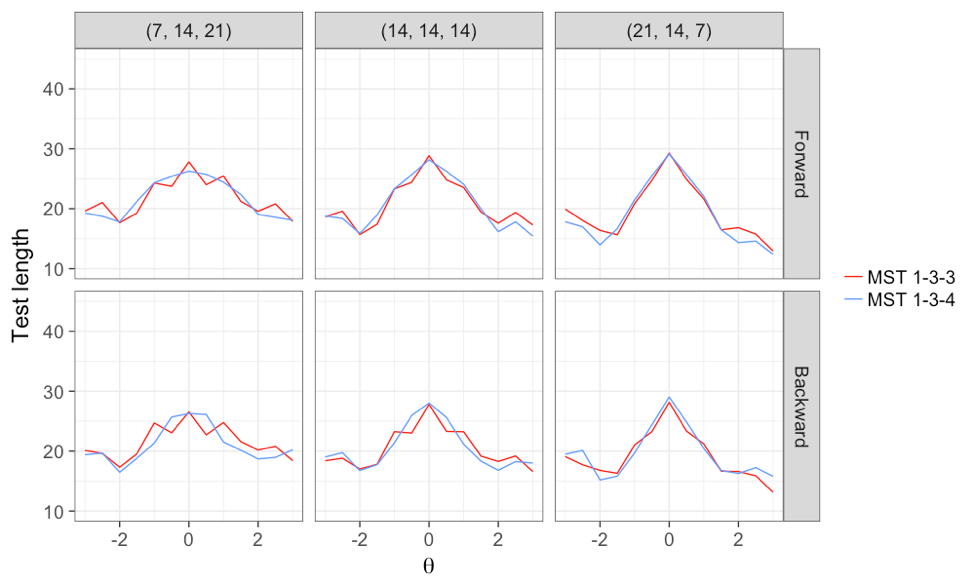 (7, 14, 21)
(14, 14, 14)
(21, 14, 7)
Test length
40
30
20
10
Forward
40
30
20
10
Backward
-2 0 2
-2 0 2
-2 0 2
θ
MST 1-3-3
MST 1-3-4